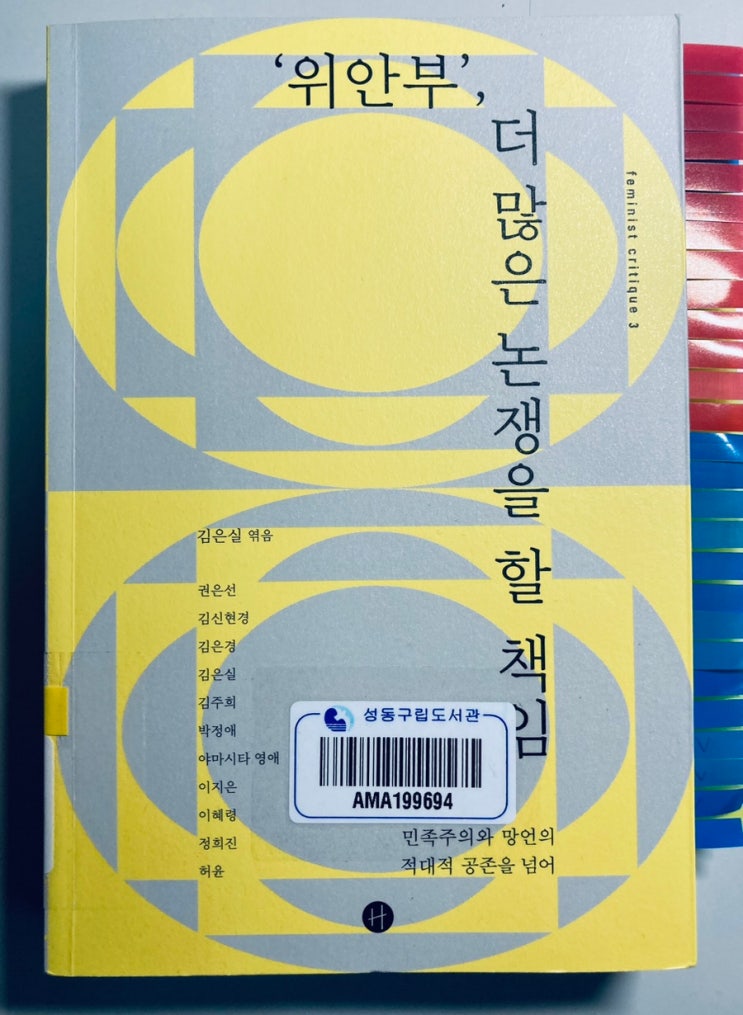 ‘위안부’,
더 많은 논쟁을 할 책임
feminist critique 3
김은실 엮음
권은선
김신현경
김은경
김은실
김주희
박정애
야마시타 영애
이지은
이혜령
정희진
허윤
성동구립도서관
AMA199694
민족주의와 망언의
적대적 공존을 넘어
H